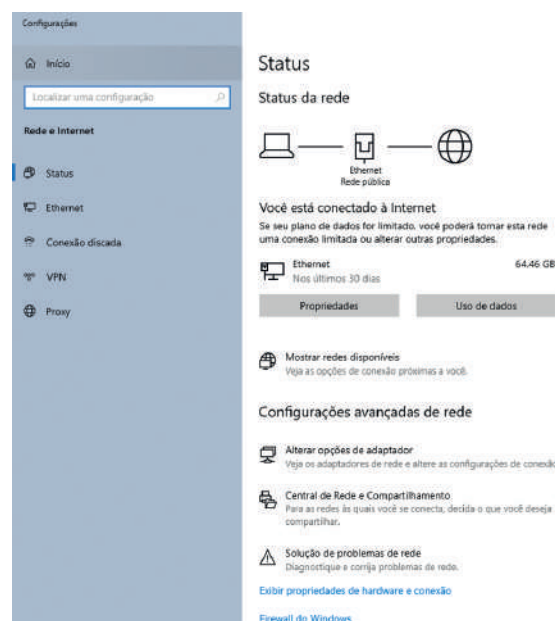 Configurações
Início
Localizar uma configuração
Rede e Internet
Status
Ethernet
Conexão discada
VPN
Proxy
Status
Status da rede
Ethernet
Rede pública
Você está conectado à Internet
Se seu plano de dados for limitado, você poderá tornar esta rede
uma conexão limitada ou alterar outras propriedades.
Ethernet 64.46 GB
Nos últimos 30 dias
Propriedades Uso de dados
Mostrar redes disponíveis
Veja as opções de conexão próximas a você.
Configurações avançadas de rede
Alterar opções de adaptador
Veja os adaptadores de rede e altere as configurações de conexão
Central de Rede e Compartilhamento
Para as redes às quais você se conecta, decida o que você deseja
compartilhar.
Solução de problemas de rede
Diagnostique e corrija problemas de rede.
Exibir propriedades de hardware e conexão
Firewall do Windows